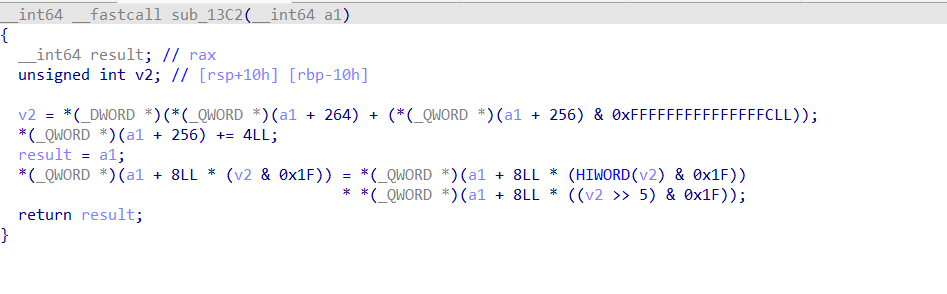 __int64 __fastcall sub_13C2(__int64 a1)
{
  __int64 result; // rax
  unsigned int v2; // [rsp+10h] [rbp-10h]

  v2 = *(_DWORD *)(*(_QWORD *)(a1 + 264) + (*(_QWORD *)(a1 + 256) & 0xFFFFFFFFFFFFFFFCLL));
  *(_QWORD *)(a1 + 256) += 4LL;
  result = a1;
  *(_QWORD *)(a1 + 8LL * (v2 & 0x1F)) = *(_QWORD *)(a1 + 8LL * (HIWORD(v2) & 0x1F))
                                      * *(_QWORD *)(a1 + 8LL * ((v2 >> 5) & 0x1F));
  return result;
}